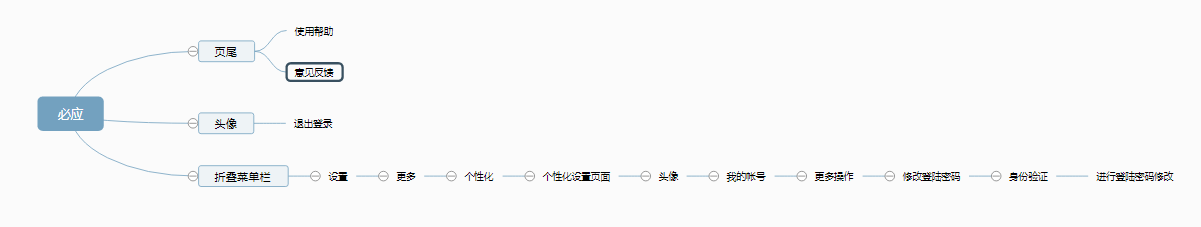 使用帮助
页尾
意见反馈
必应
头像
退出登录
折叠菜单栏
设置
更多
个性化
个性化设置页面
头像
我的帐号
更多操作
修改登陆密码
身份验证
进行登陆密码修改